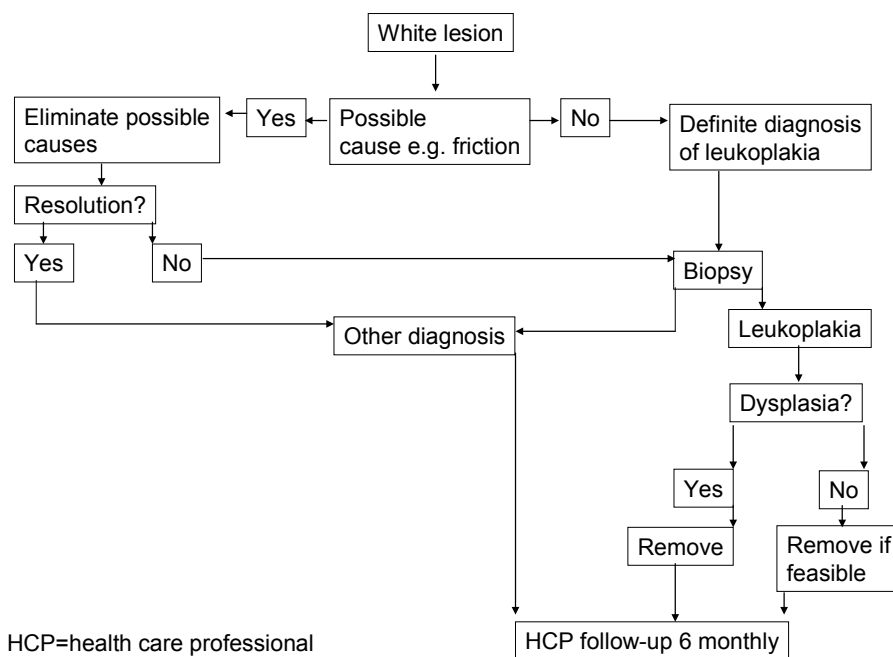 White lesion
Eliminate possible
causes
Yes
Possible
cause e.g. friction
No
Definite diagnosis
of leukoplakia
Resolution?
Yes
No
Biopsy
Other diagnosis
Leukoplakia
Dysplasia?
Yes
No
Remove
Remove if
feasible
HCP=health care professional
HCP follow-up 6 monthly